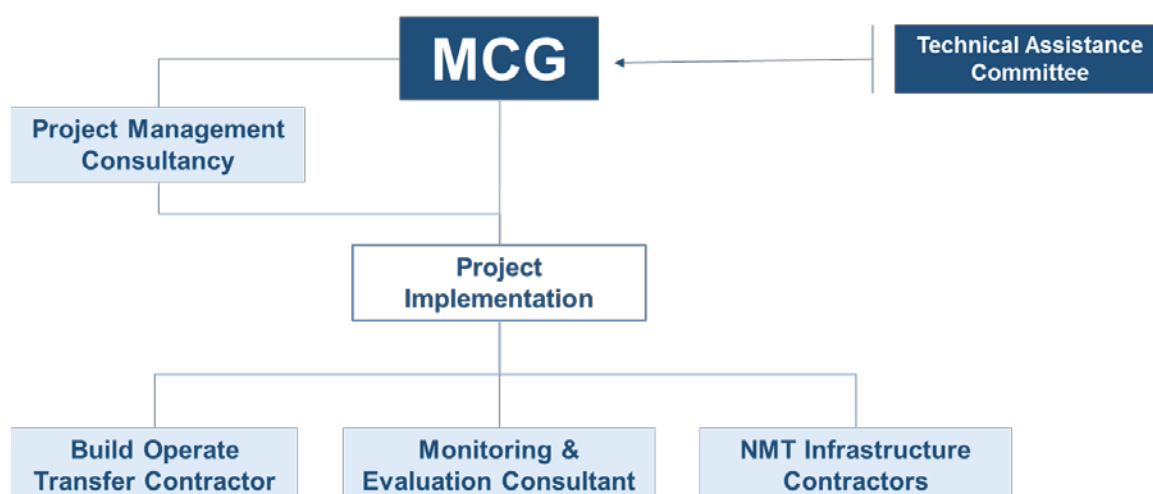 MCG
Technical Assistance
Committee
Project Management
Consultancy
Project
Implementation
Build Operate
Transfer Contractor
Monitoring &
Evaluation Consultant
NMT Infrastructure
Contractors